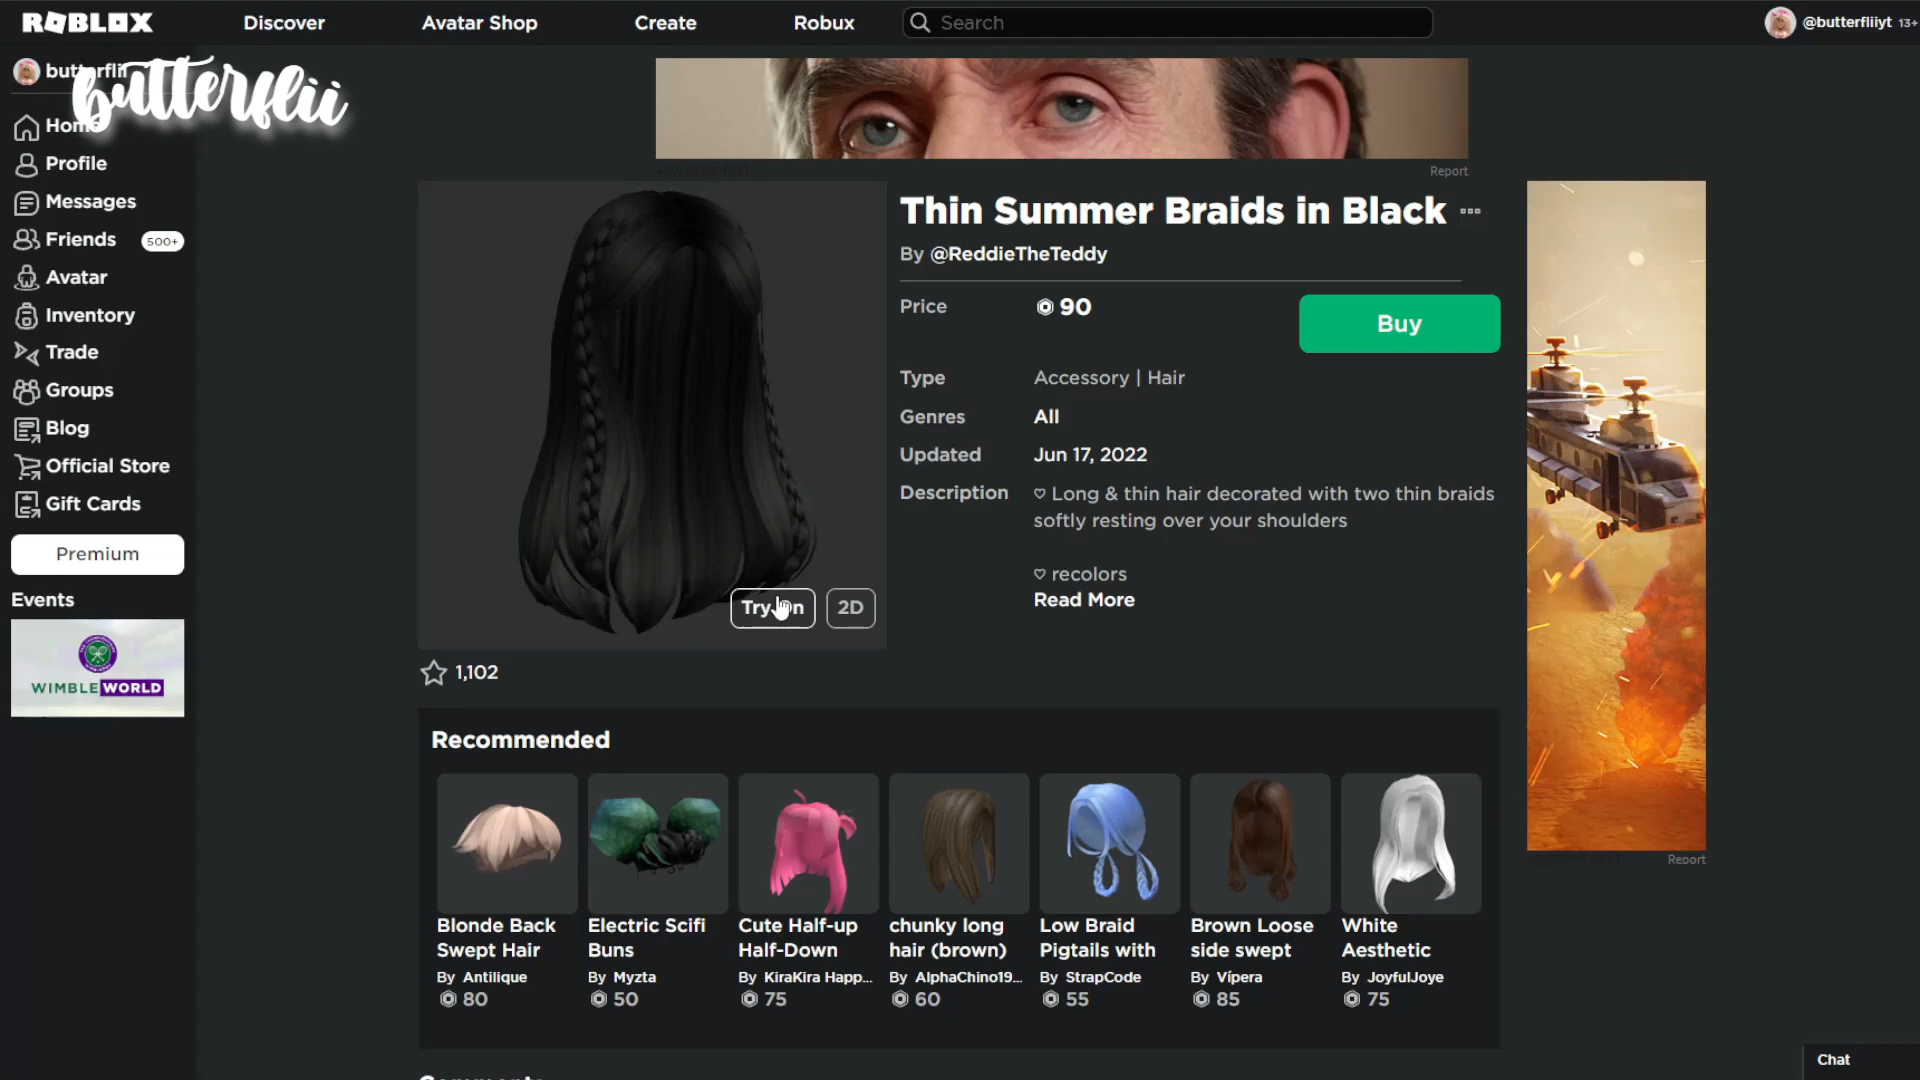 ROBLOX
Discover
Avatar Shop
Create
Robux
Search
@butterfliiyt 13+
butterflii
butterflii
Home
Profile
Messages
Friends
500+
Avatar
Inventory
Trade
Groups
Blog
Official Store
Gift Cards
Premium
Events
WIMBLEWORLD
Report
Thin Summer Braids in Black
By @ReddieTheTeddy
Price
90
Buy
Type
Accessory | Hair
Genres
All
Updated
Jun 17, 2022
Description
♡ Long & thin hair decorated with two thin braids
softly resting over your shoulders
♡ recolors
Read More
Try On
2D
1,102
Report
Recommended
Blonde Back
Swept Hair
By Antilique
80
Electric Scifi
Buns
By Myzta
50
Cute Half-up
Half-Down
By KiraKira Happ...
75
chunky long
hair (brown)
By AlphaChino19...
60
Low Braid
Pigtails with
By StrapCode
55
Brown Loose
side swept
By Vípera
85
White
Aesthetic
By JoyfulJoye
75
Chat